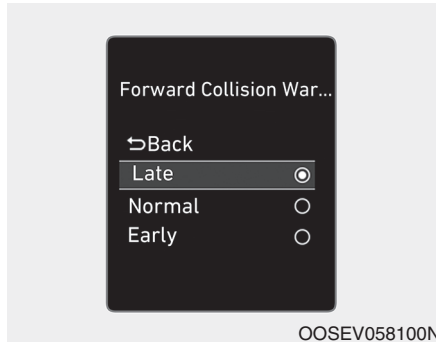 Forward Collision War...
Back
Late
Normal
Early
OOSEV058100N